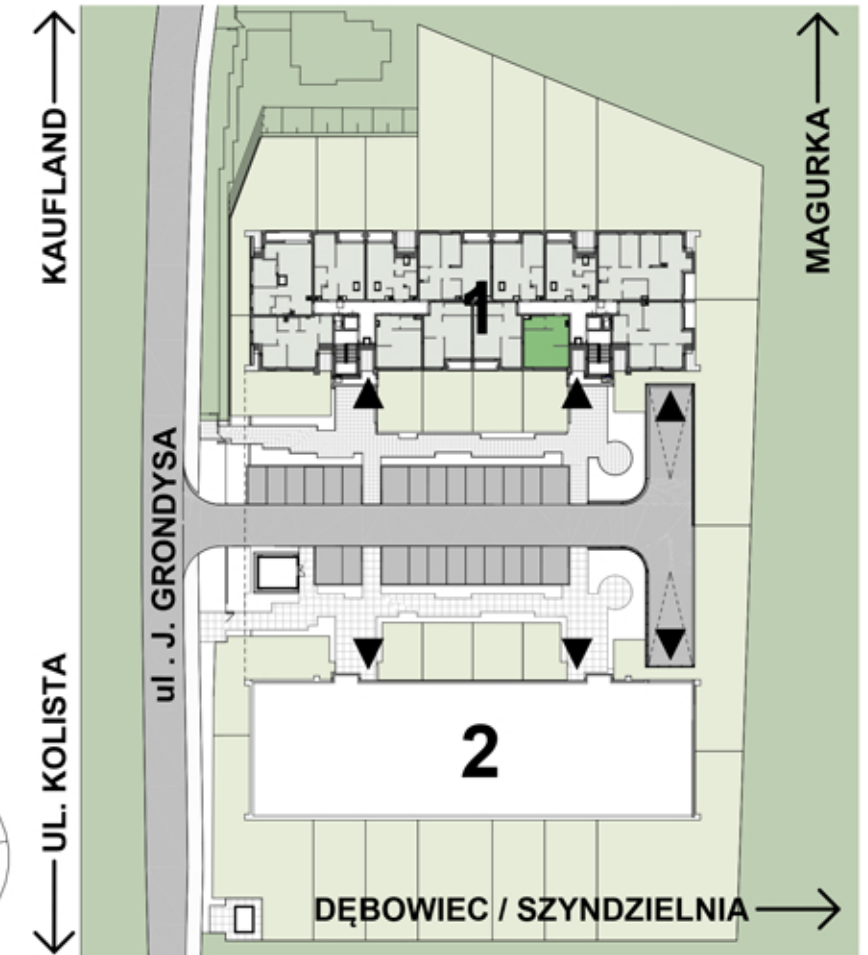 KAUFLAND
MAGURKA
1
ul . J. GRONDYSA
UL. KOLISTA
2
DĘBOWIEC / SZYNDZIELNIA